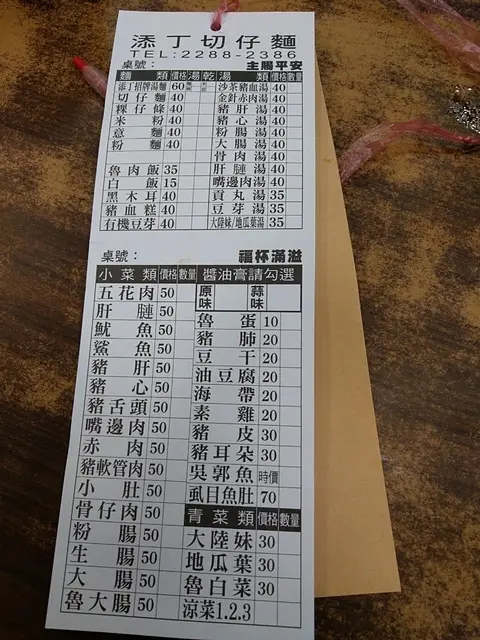 添丁切仔麵
TEL:2288-2386
桌號： 主賜平安
麵類 價格 湯 乾 湯類 價格 數量
添丁招牌湯麵 60 沙茶豬血湯 40
切仔麵 40 金針赤肉湯 40
粿仔條 40 豬肝湯 40
米粉 40 豬心湯 40
意麵 40 粉腸湯 40
粉麵 40 大腸湯 40
骨肉湯 40
魯肉飯 35 肝腱湯 40
白飯 15 嘴邊肉湯 40
黑木耳 40 貢丸湯 35
豬血糕 40 豆芽湯 35
有機豆芽 40 大陸妹/地瓜葉湯 35
桌號： 福杯滿溢
小菜類 價格 數量 醬油膏請勾選
五花肉 50 原味 蒜味
肝腱 50 魯蛋 10
魷魚 50 豬肺 20
鯊魚 50 豆干 20
豬肝 50 油豆腐 20
豬心 50 海帶 20
豬舌頭 50 素雞 20
嘴邊肉 50 豬皮 30
赤肉 50 豬耳朵 30
豬軟管肉 50 吳郭魚 時價
小肚 50 虱目魚肚 70
骨仔肉 50 青菜類 價格 數量
粉腸 50 大陸妹 30
生腸 50 地瓜葉 30
大腸 50 魯白菜 30
魯大腸 50 涼菜1.2.3